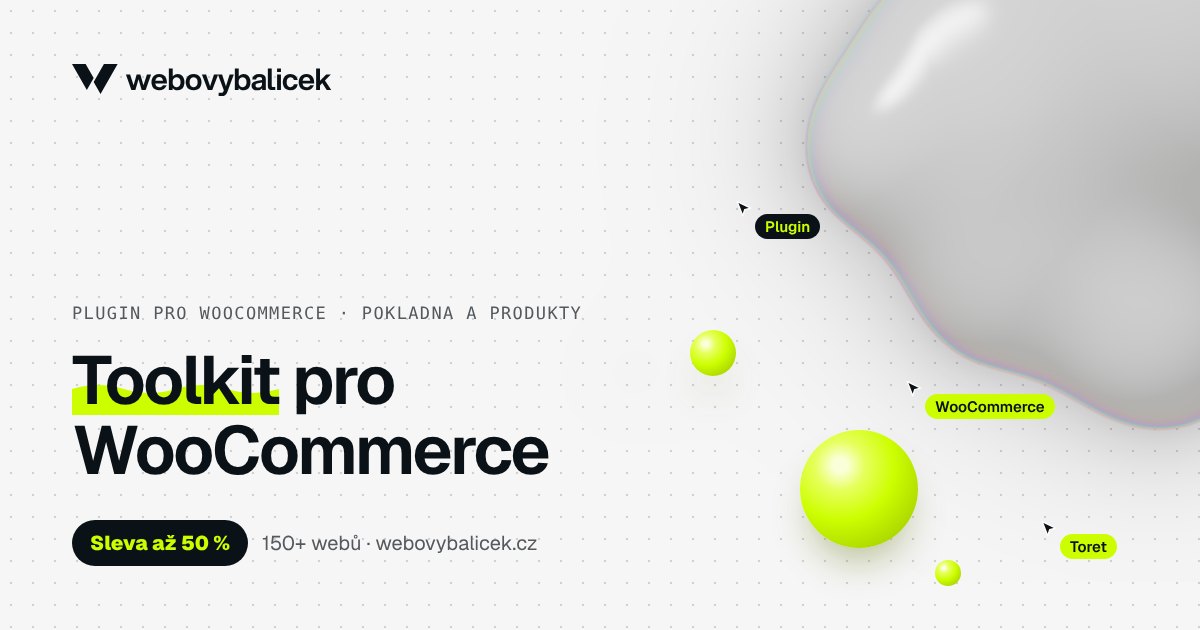 webovybalicek
Plugin
PLUGIN PRO WOOCOMMERCE · POKLADNA A PRODUKTY
Toolkit pro
WooCommerce
WooCommerce
Sleva až 50 %
150+ webů · webovybalicek.cz
Toret